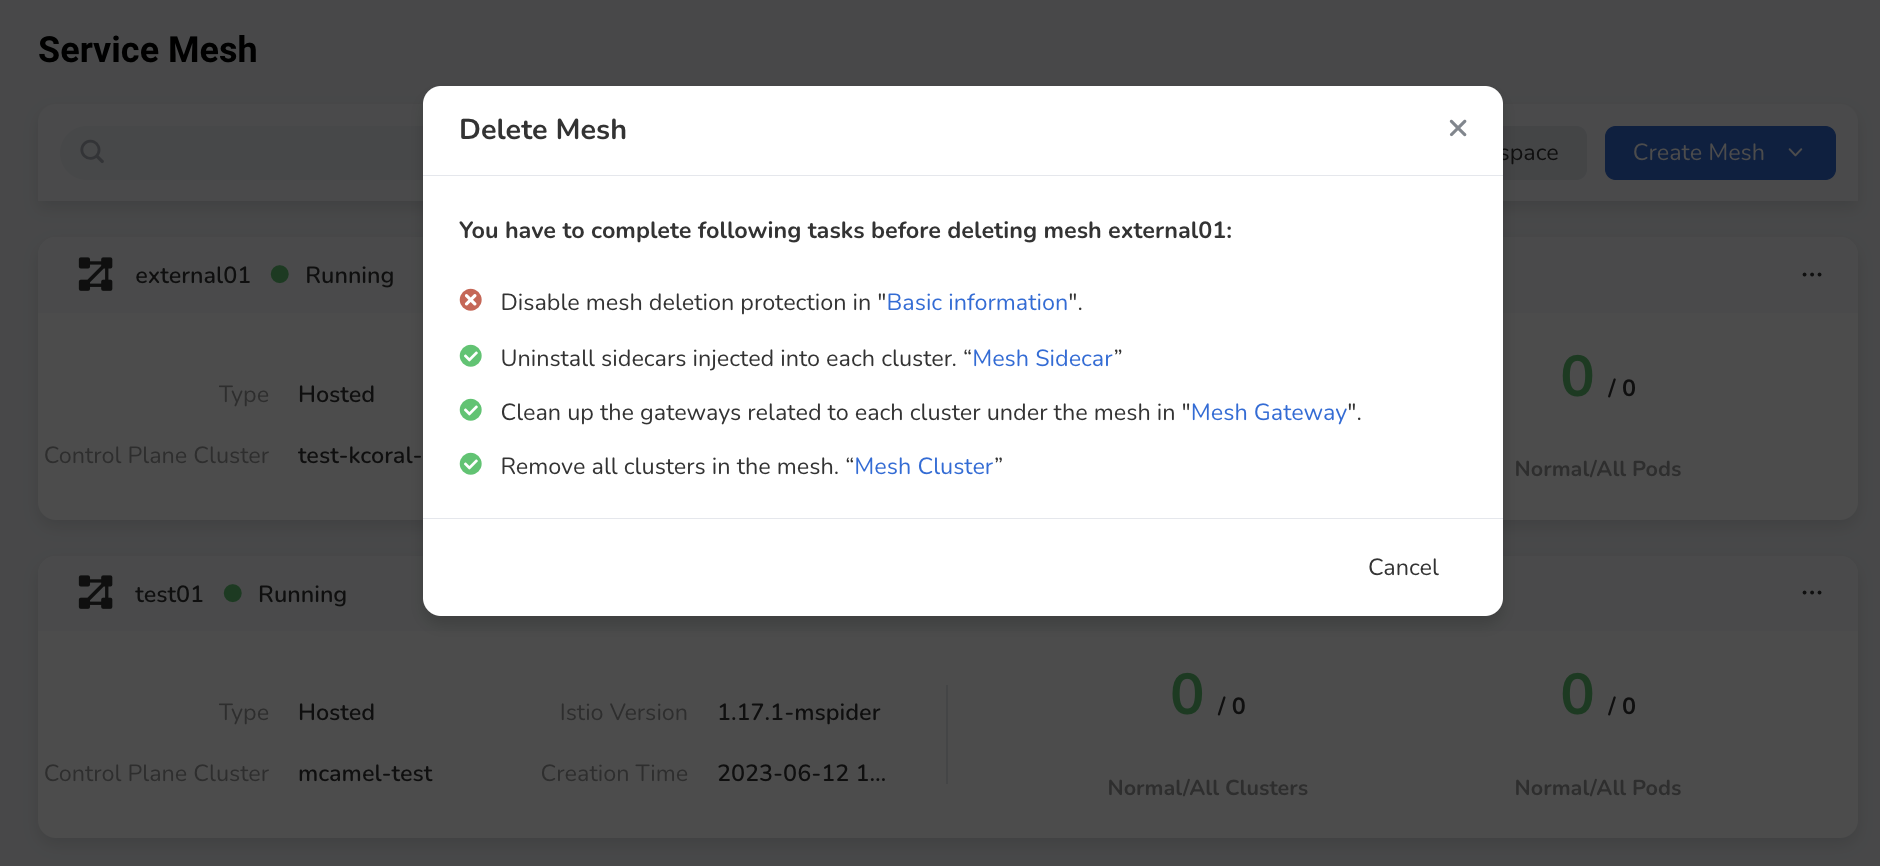 Service Mesh
space
Create Mesh
Delete Mesh
You have to complete following tasks before deleting mesh external01:
Disable mesh deletion protection in "Basic information".
Uninstall sidecars injected into each cluster. “Mesh Sidecar”
Clean up the gateways related to each cluster under the mesh in "Mesh Gateway".
Remove all clusters in the mesh. “Mesh Cluster”
Cancel
external01 Running
Type Hosted
Control Plane Cluster test-kcoral-
0 / 0
Normal/All Pods
test01 Running
Type Hosted Istio Version 1.17.1-mspider
Control Plane Cluster mcamel-test Creation Time 2023-06-12 1...
0 / 0 0 / 0
Normal/All Clusters Normal/All Pods